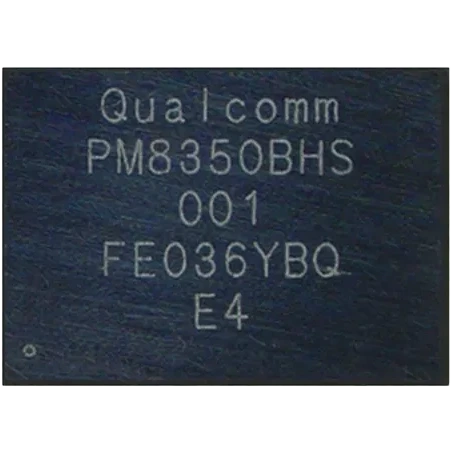 Qualcomm
PM8350BHS
001
FE036YBQ
E4